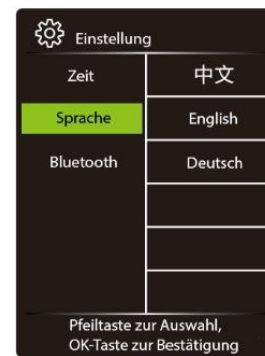 Einstellung
Zeit
中文
Sprache
English
Bluetooth
Deutsch
Pfeiltaste zur Auswahl,
OK-Taste zur Bestätigung